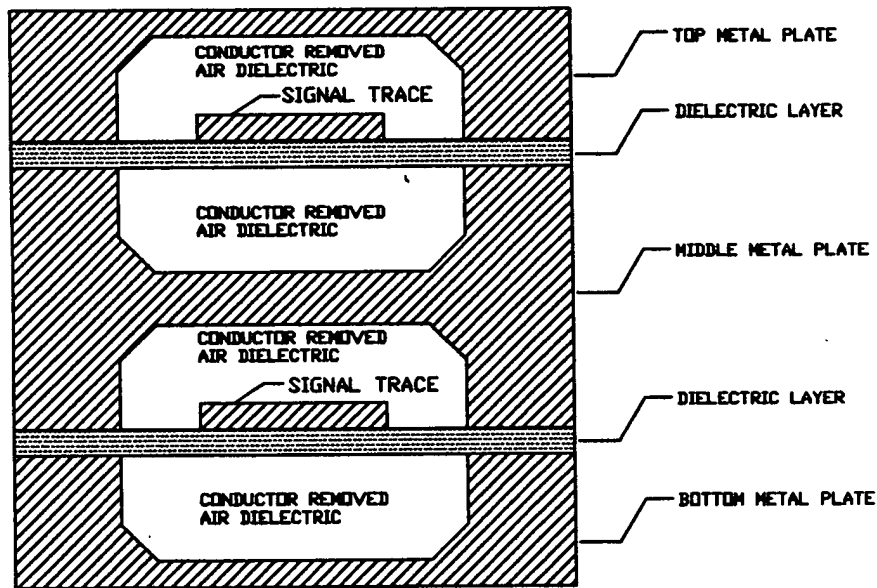 CONDUCTOR REMOVED
AIR DIELECTRIC
SIGNAL TRACE
CONDUCTOR REMOVED
AIR DIELECTRIC
CONDUCTOR REMOVED
AIR DIELECTRIC
SIGNAL TRACE
CONDUCTOR REMOVED
AIR DIELECTRIC
TOP METAL PLATE
DIELECTRIC LAYER
MIDDLE METAL PLATE
DIELECTRIC LAYER
BOTTOM METAL PLATE